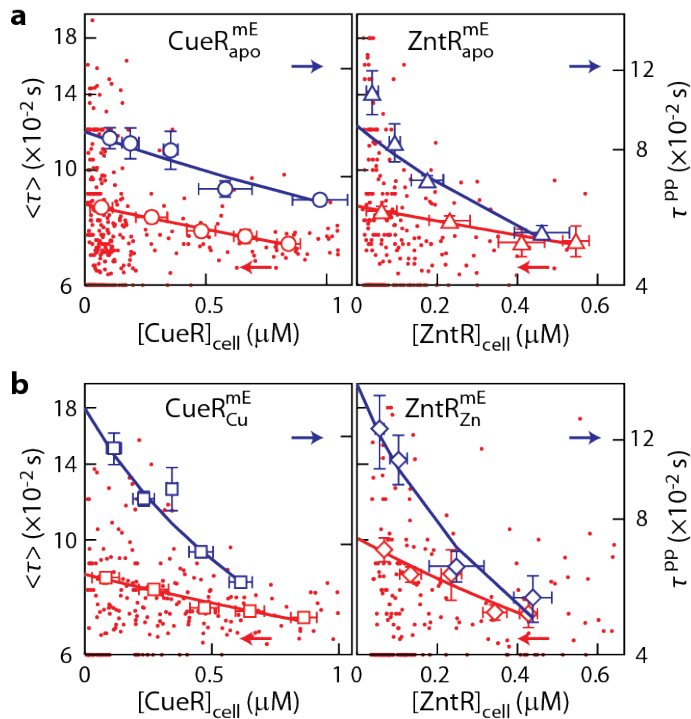 a
CueR^mE_apo
ZntR^mE_apo
18
14
10
6
<τ> (×10⁻² s)
12
8
4
τ^pp (×10⁻² s)
0
0.5
1
0
0.2
0.4
0.6
[CueR]_cell (μM)
[ZntR]_cell (μM)
b
CueR^mE_Cu
ZntR^mE_Zn
18
14
10
6
<τ> (×10⁻² s)
12
8
4
τ^pp (×10⁻² s)
0
0.5
1
0
0.2
0.4
0.6
[CueR]_cell (μM)
[ZntR]_cell (μM)